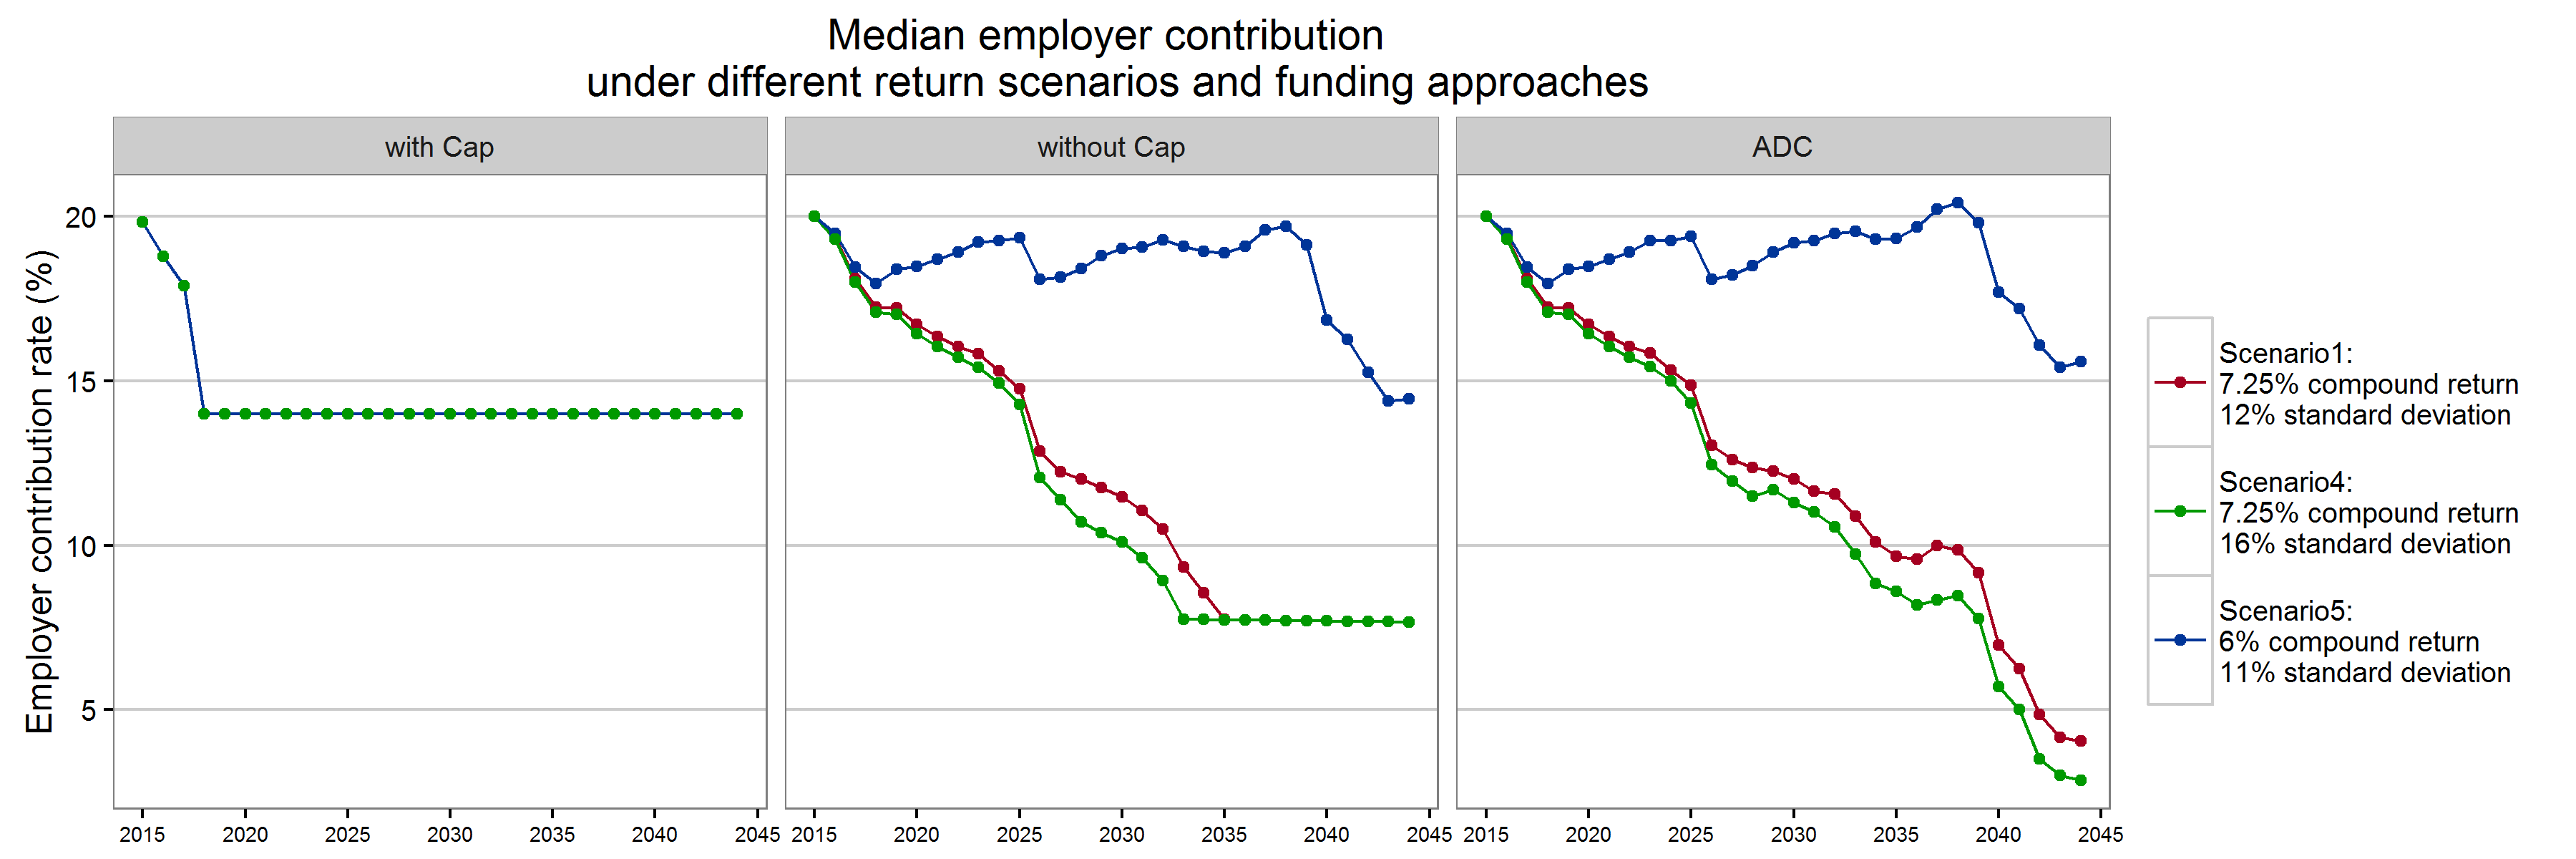 Median employer contribution
under different return scenarios and funding approaches
with Cap
without Cap
ADC
Employer contribution rate (%)
20
15
10
5
2015 2020 2025 2030 2035 2040 2045
2015 2020 2025 2030 2035 2040 2045
2015 2020 2025 2030 2035 2040 2045
Scenario1:
7.25% compound return
12% standard deviation
Scenario4:
7.25% compound return
16% standard deviation
Scenario5:
6% compound return
11% standard deviation